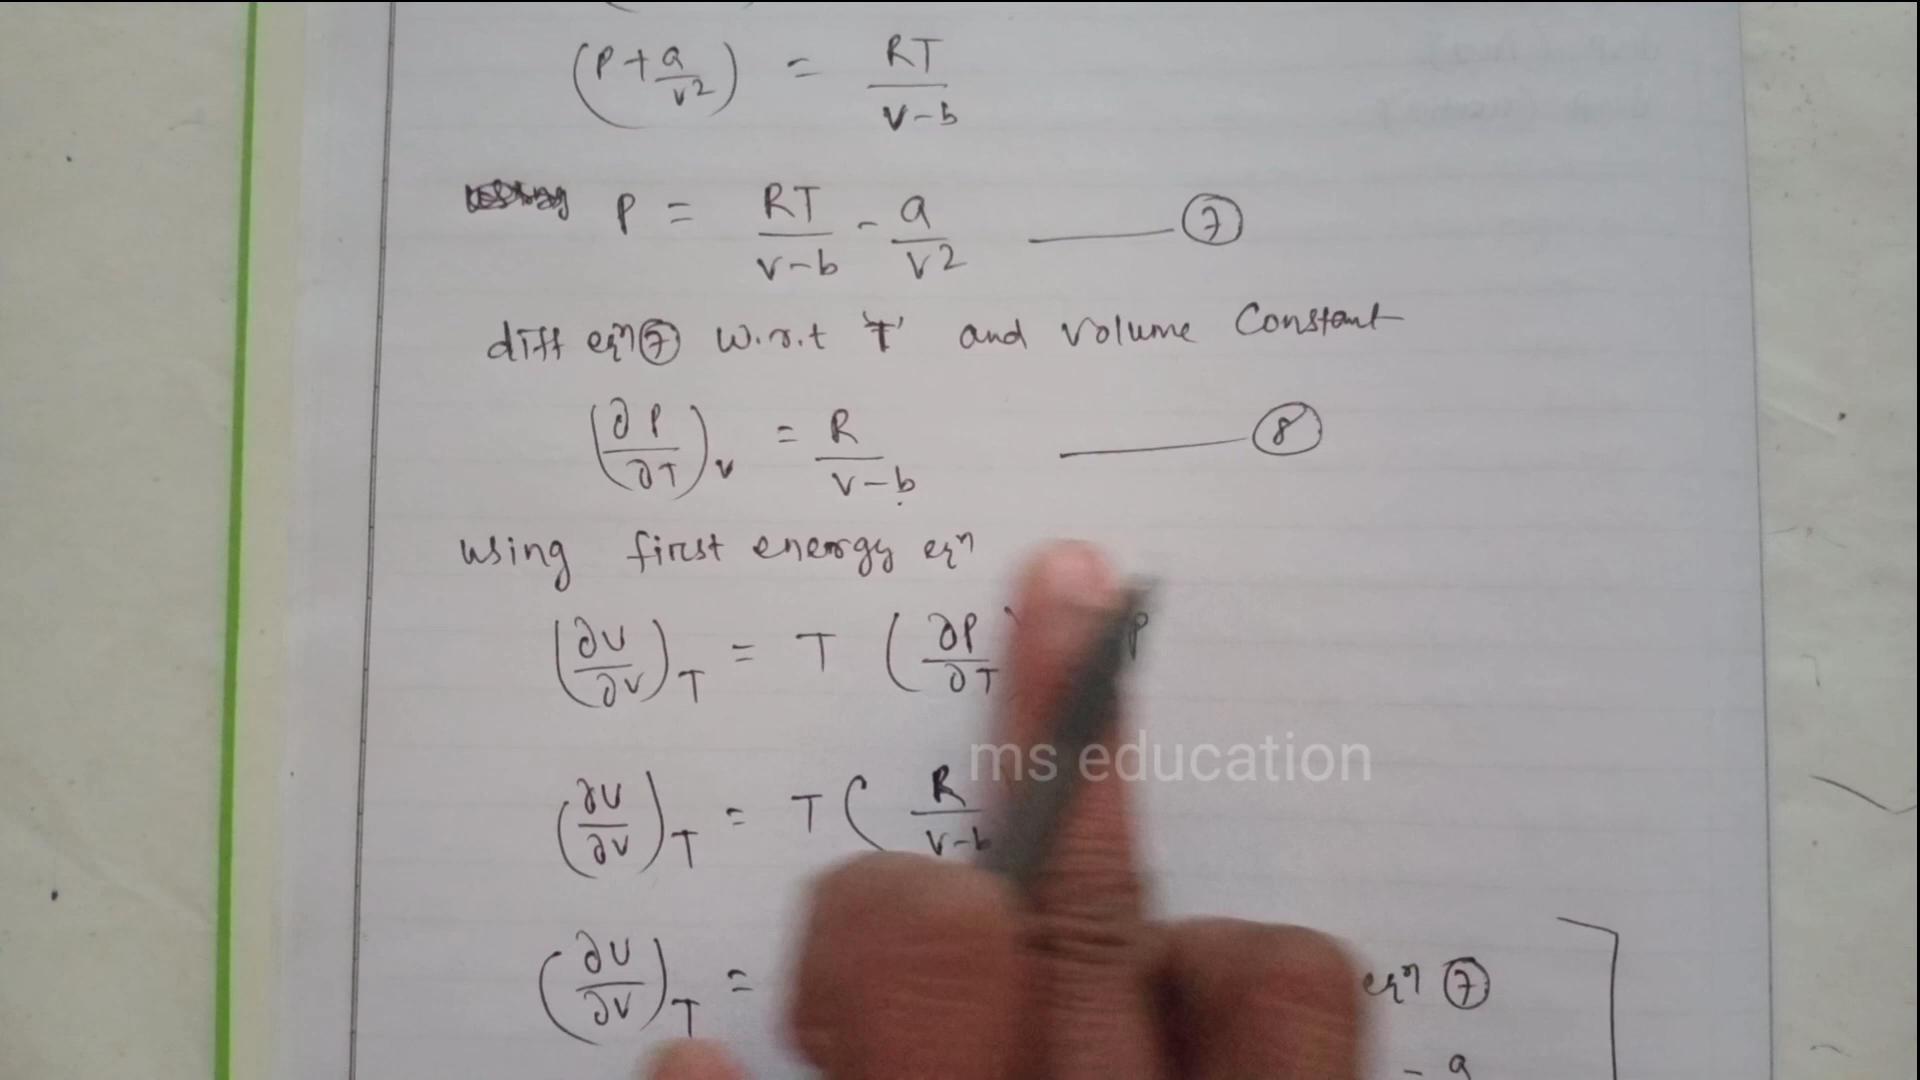 (P + a/v2) = RT/v-b
P = RT/v-b - a/v2 ——— 7
diff eqn 7 w.r.t 'T' and volume Constant
(∂P/∂T)v = R/v-b ——— 8
using first energy eqn
(∂U/∂V)T = T (∂P/∂T) P
(∂U/∂V)T = T ( R/v-b
ms education
(∂U/∂V)T = eqn 7
- a